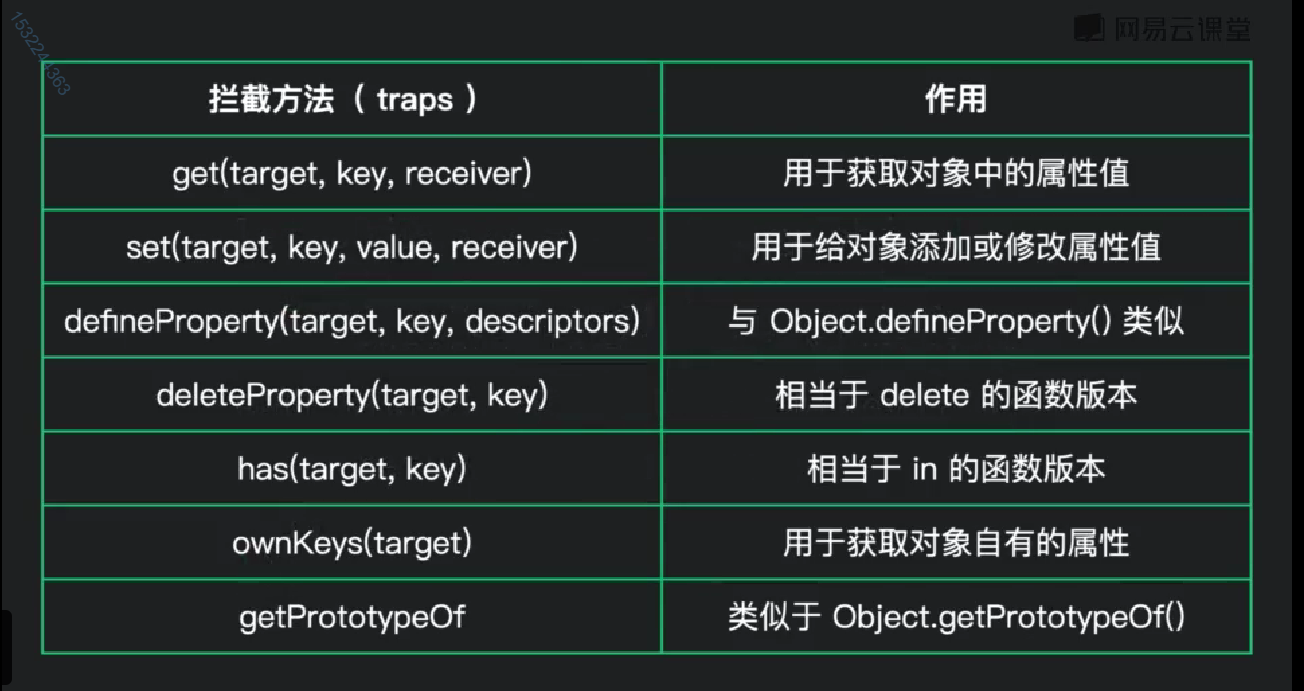 15322444363
网易云课堂
拦截方法（ traps ） 作用
get(target, key, receiver) 用于获取对象中的属性值
set(target, key, value, receiver) 用于给对象添加或修改属性值
defineProperty(target, key, descriptors) 与 Object.defineProperty() 类似
deleteProperty(target, key) 相当于 delete 的函数版本
has(target, key) 相当于 in 的函数版本
ownKeys(target) 用于获取对象自有的属性
getPrototypeOf 类似于 Object.getPrototypeOf()